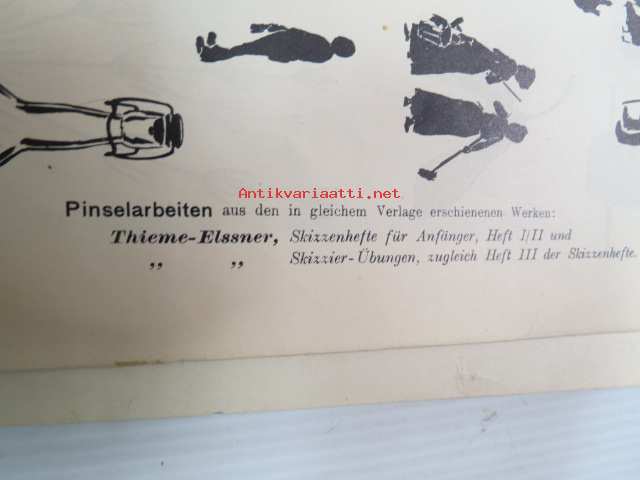 Antikvariaatti.net
Pinselarbeiten aus den in gleichem Verlage erschienenen Werken:
Thieme-Elssner, Skizzenhefte für Anfänger, Heft I/II und
„ „ Skizzier-Übungen, zugleich Heft III der Skizzenhefte.